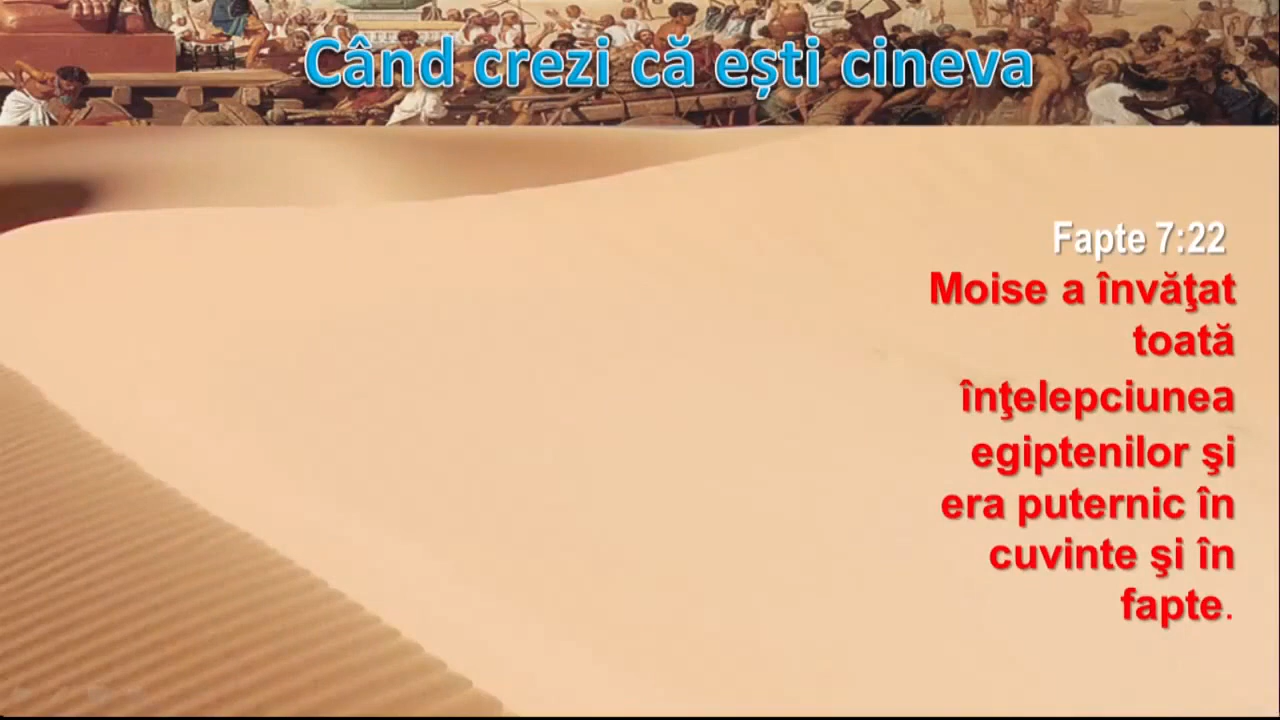 Când crezi că ești cineva
Fapte 7:22
Moise a învăţat
toată
înţelepciunea
egiptenilor şi
era puternic în
cuvinte şi în
fapte.